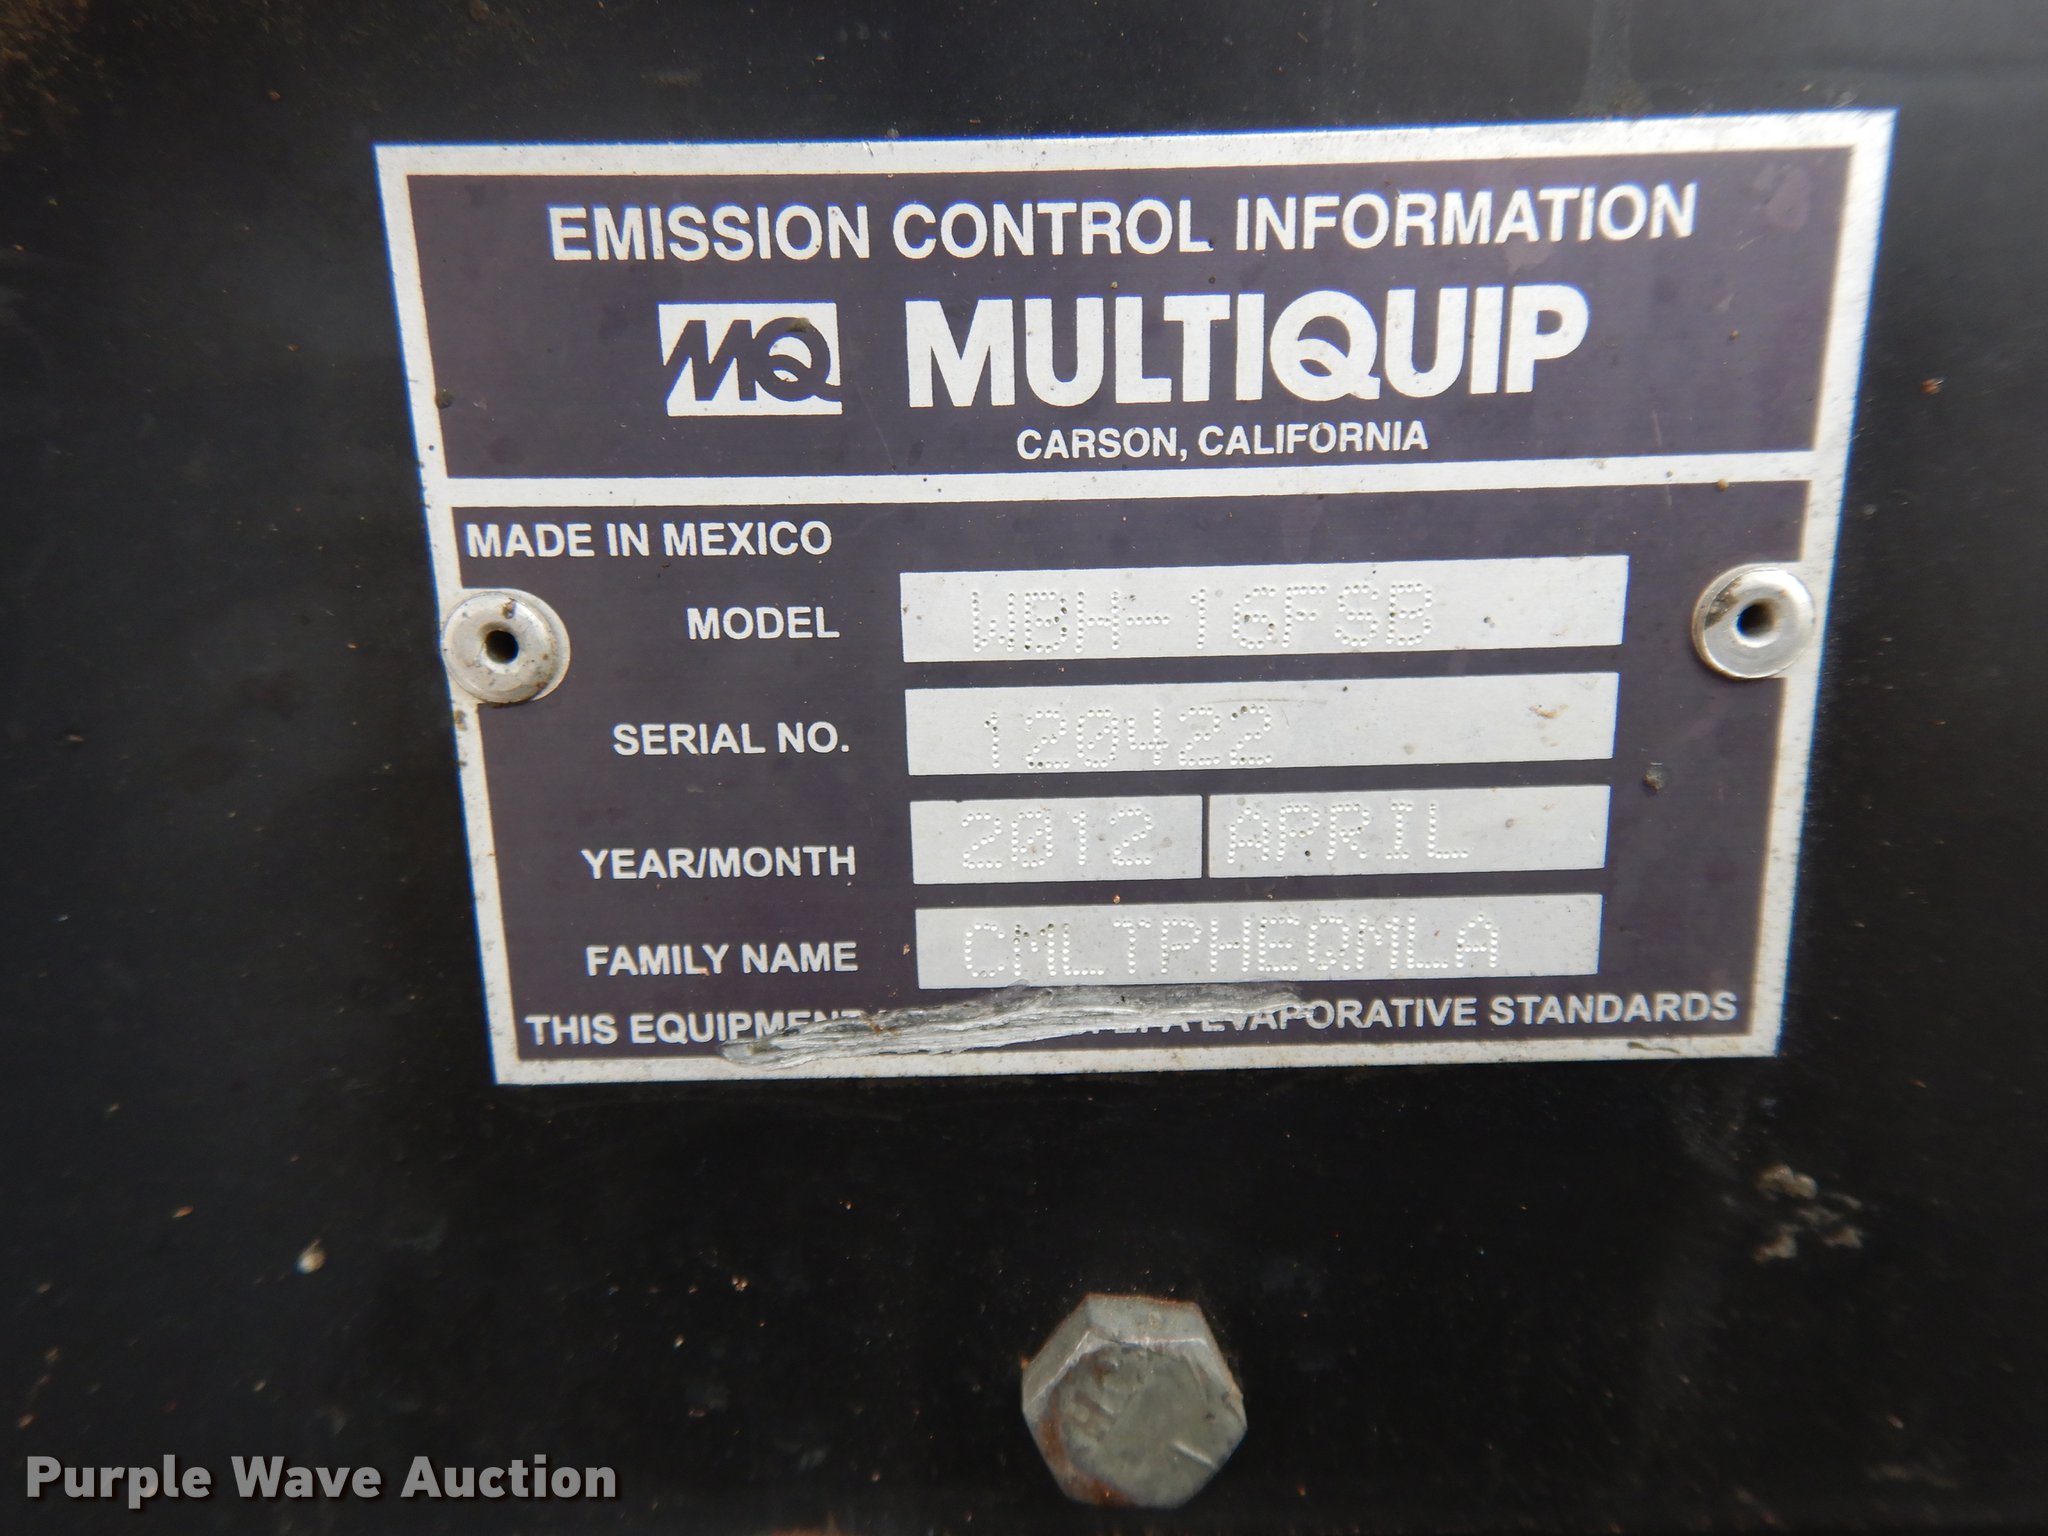 EMISSION CONTROL INFORMATION
MQ MULTIQUIP
CARSON, CALIFORNIA
MADE IN MEXICO
MODEL WBH-16FSB
SERIAL NO. 120422
YEAR/MONTH 2012 APRIL
FAMILY NAME CMLTPHEQMLA
THIS EQUIPMENT EPA EVAPORATIVE STANDARDS
Purple Wave Auction